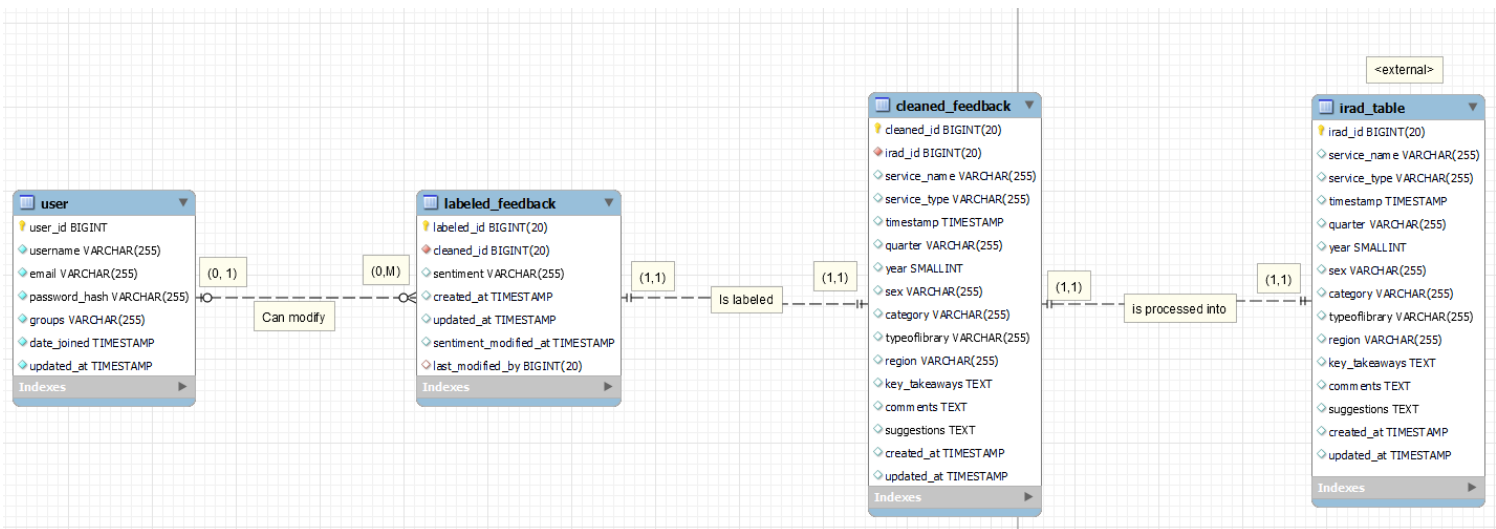 <external>
cleaned_feedback
cleaned_id BIGINT(20)
irad_id BIGINT(20)
service_name VARCHAR(255)
service_type VARCHAR(255)
timestamp TIMESTAMP
quarter VARCHAR(255)
year SMALLINT
sex VARCHAR(255)
category VARCHAR(255)
typeoflibrary VARCHAR(255)
region VARCHAR(255)
key_takeaways TEXT
comments TEXT
suggestions TEXT
created_at TIMESTAMP
updated_at TIMESTAMP
Indexes
irad_table
irad_id BIGINT(20)
service_name VARCHAR(255)
service_type VARCHAR(255)
timestamp TIMESTAMP
quarter VARCHAR(255)
year SMALLINT
sex VARCHAR(255)
category VARCHAR(255)
typeoflibrary VARCHAR(255)
region VARCHAR(255)
key_takeaways TEXT
comments TEXT
suggestions TEXT
created_at TIMESTAMP
updated_at TIMESTAMP
Indexes
user
user_id BIGINT
username VARCHAR(255)
email VARCHAR(255)
password_hash VARCHAR(255)
groups VARCHAR(255)
date_joined TIMESTAMP
updated_at TIMESTAMP
Indexes
(0, 1)
(0,M)
Can modify
labeled_feedback
labeled_id BIGINT(20)
cleaned_id BIGINT(20)
sentiment VARCHAR(255)
created_at TIMESTAMP
updated_at TIMESTAMP
sentiment_modified_at TIMESTAMP
last_modified_by BIGINT(20)
Indexes
(1,1)
(1,1)
Is labeled
(1,1)
(1,1)
is processed into